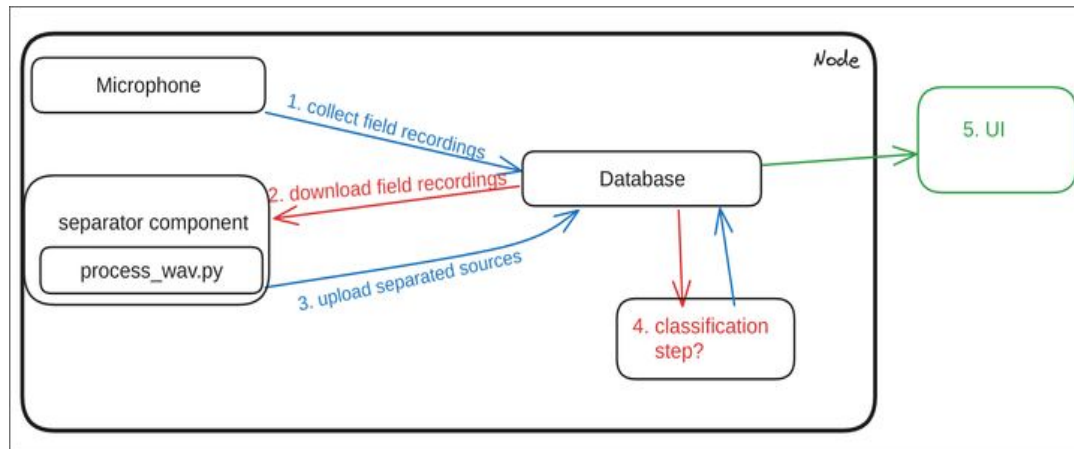 Node
Microphone
1. collect field recordings
2. download field recordings
Database
5. UI
separator component
process_wav.py
3. upload separated sources
4. classification
step?